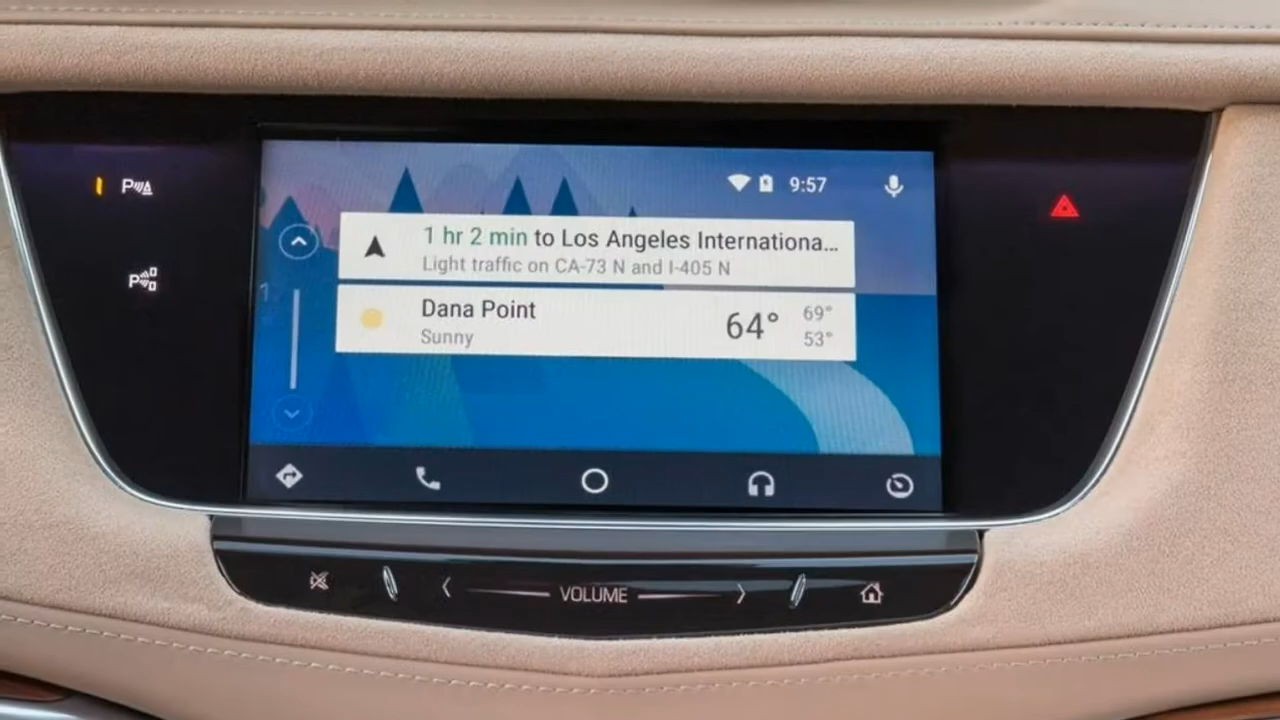 9:57
1 hr 2 min to Los Angeles Internationa...
Light traffic on CA-73 N and I-405 N
1
Dana Point
Sunny
64°
69°
53°
P
P
VOLUME